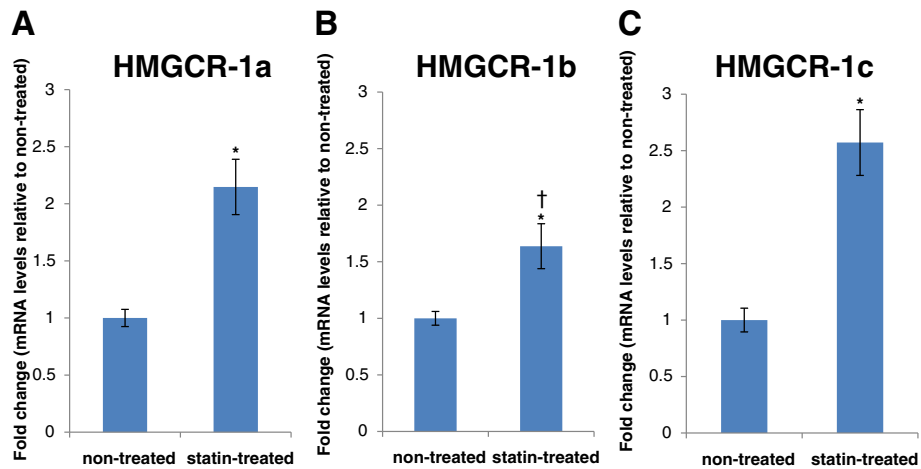 A
HMGCR-1a
Fold change (mRNA levels relative to non-treated)
3
2.5
2
1.5
1
0.5
0
*
non-treated statin-treated
B
HMGCR-1b
Fold change (mRNA levels relative to non-treated)
3
2.5
2
1.5
1
0.5
0
†
*
non-treated statin-treated
C
HMGCR-1c
Fold change (mRNA levels relative to non-treated)
3
2.5
2
1.5
1
0.5
0
*
non-treated statin-treated